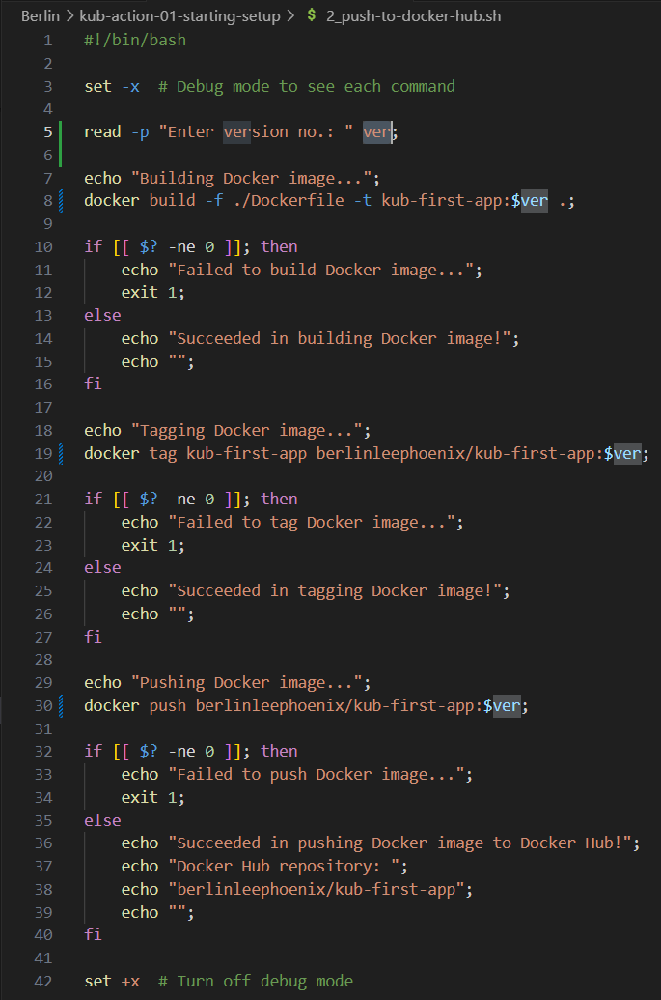 Berlin > kub-action-01-starting-setup > $ 2_push-to-docker-hub.sh
1 #!/bin/bash
2
3 set -x  # Debug mode to see each command
4
5 read -p "Enter version no.: " ver;
6
7 echo "Building Docker image...";
8 docker build -f ./Dockerfile -t kub-first-app:$ver .;
9
10 if [[ $? -ne 0 ]]; then
11     echo "Failed to build Docker image...";
12     exit 1;
13 else
14     echo "Succeeded in building Docker image!";
15     echo "";
16 fi
17
18 echo "Tagging Docker image...";
19 docker tag kub-first-app berlinleephoenix/kub-first-app:$ver;
20
21 if [[ $? -ne 0 ]]; then
22     echo "Failed to tag Docker image...";
23     exit 1;
24 else
25     echo "Succeeded in tagging Docker image!";
26     echo "";
27 fi
28
29 echo "Pushing Docker image...";
30 docker push berlinleephoenix/kub-first-app:$ver;
31
32 if [[ $? -ne 0 ]]; then
33     echo "Failed to push Docker image...";
34     exit 1;
35 else
36     echo "Succeeded in pushing Docker image to Docker Hub!";
37     echo "Docker Hub repository: ";
38     echo "berlinleephoenix/kub-first-app";
39     echo "";
40 fi
41
42 set +x  # Turn off debug mode